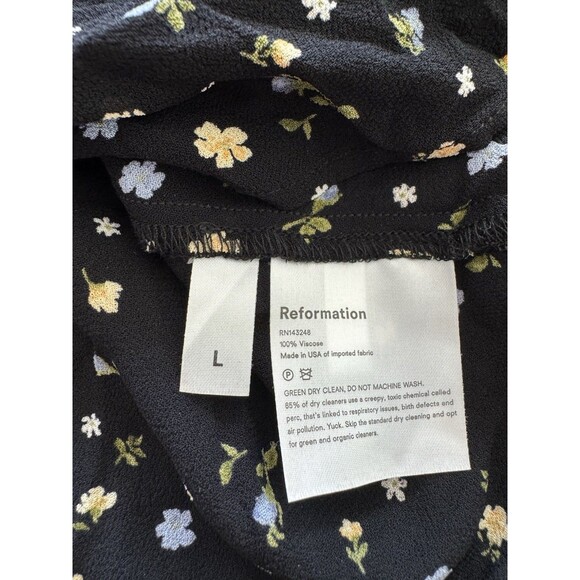 L
Reformation
RN143248
100% Viscose
Made in USA of imported fabric
P
GREEN DRY CLEAN, DO NOT MACHINE WASH.
85% of dry cleaners use a creepy, toxic chemical called
perc, that's linked to respiratory issues, birth defects and
air pollution. Yuck. Skip the standard dry cleaning and opt
for green and organic cleaners.